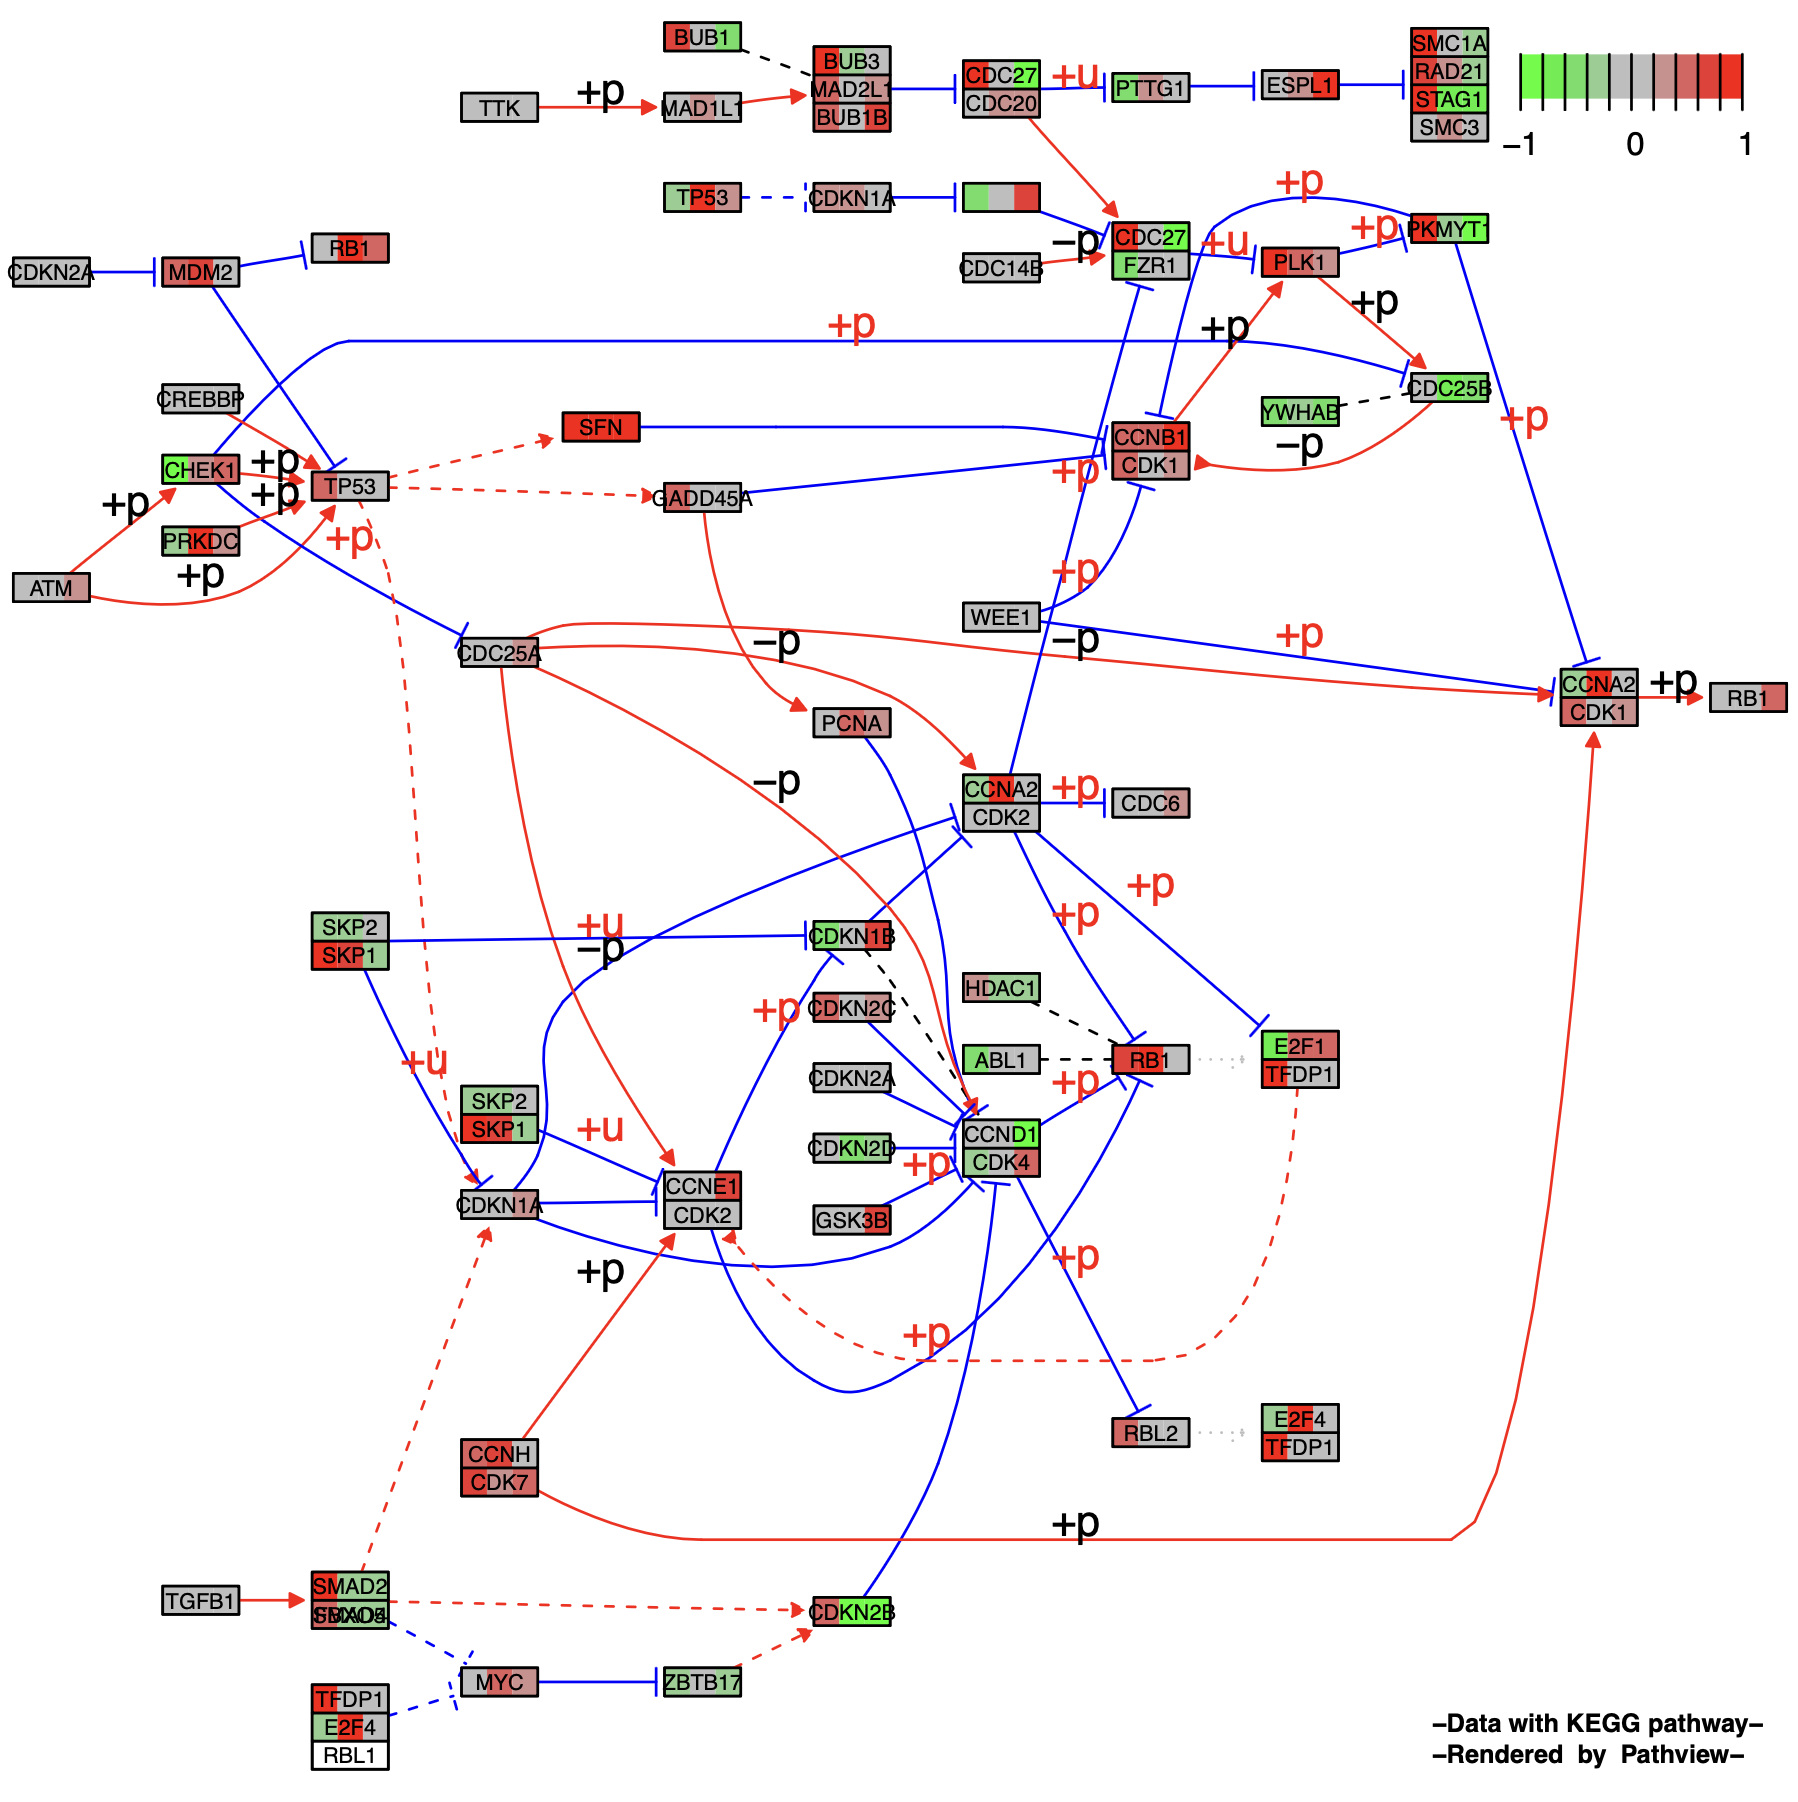 BUB1
SMC1A
BUB3
RAD21
CDC27
+u
STAG1
SMC3
MAD2L1
PTTG1
ESPL1
TTK
+p
MAD1L1
CDC20
BUB1B
−1 0 1
TP53
CDKN1A
+p
PKMYT1
+p
CDC27
+u
−p
FZR1
CDC14B
PLK1
RB1
CDKN2A
MDM2
+p
+p
+p
CREBBP
CDC25B
YWHAB
−p
+p
SFN
CCNB1
CDK1
+p
CHEK1
+p
+p
TP53
GADD45A
+p
PRKDC
+p
+p
ATM
+p
WEE1
−p
+p
−p
CDC25A
CCNA2
CDK1
+p
RB1
PCNA
−p
CCNA2
CDK2
+p
CDC6
+p
+p
SKP2
SKP1
+u
−p
CDKN1B
HDAC1
CDKN2C
+p
ABL1
RB1
E2F1
TFDP1
+u
CDKN2A
+p
SKP2
SKP1
+u
CCND1
CDK4
CDKN2D
+p
CDKN1A
CCNE1
CDK2
GSK3B
+p
+p
+p
RBL2
E2F4
TFDP1
CCNH
CDK7
+p
TGFB1
SMAD2
CDKN2B
MYC
ZBTB17
TFDP1
E2F4
RBL1
−Data with KEGG pathway−
−Rendered by Pathview−